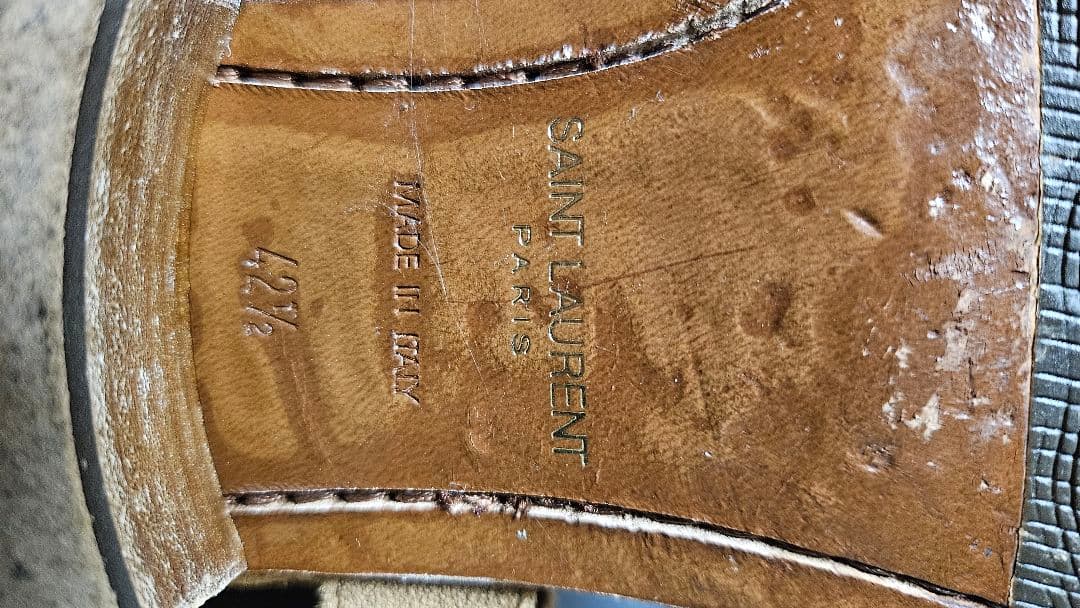 SAINT LAURENT
PARIS
MADE IN ITALY
42½